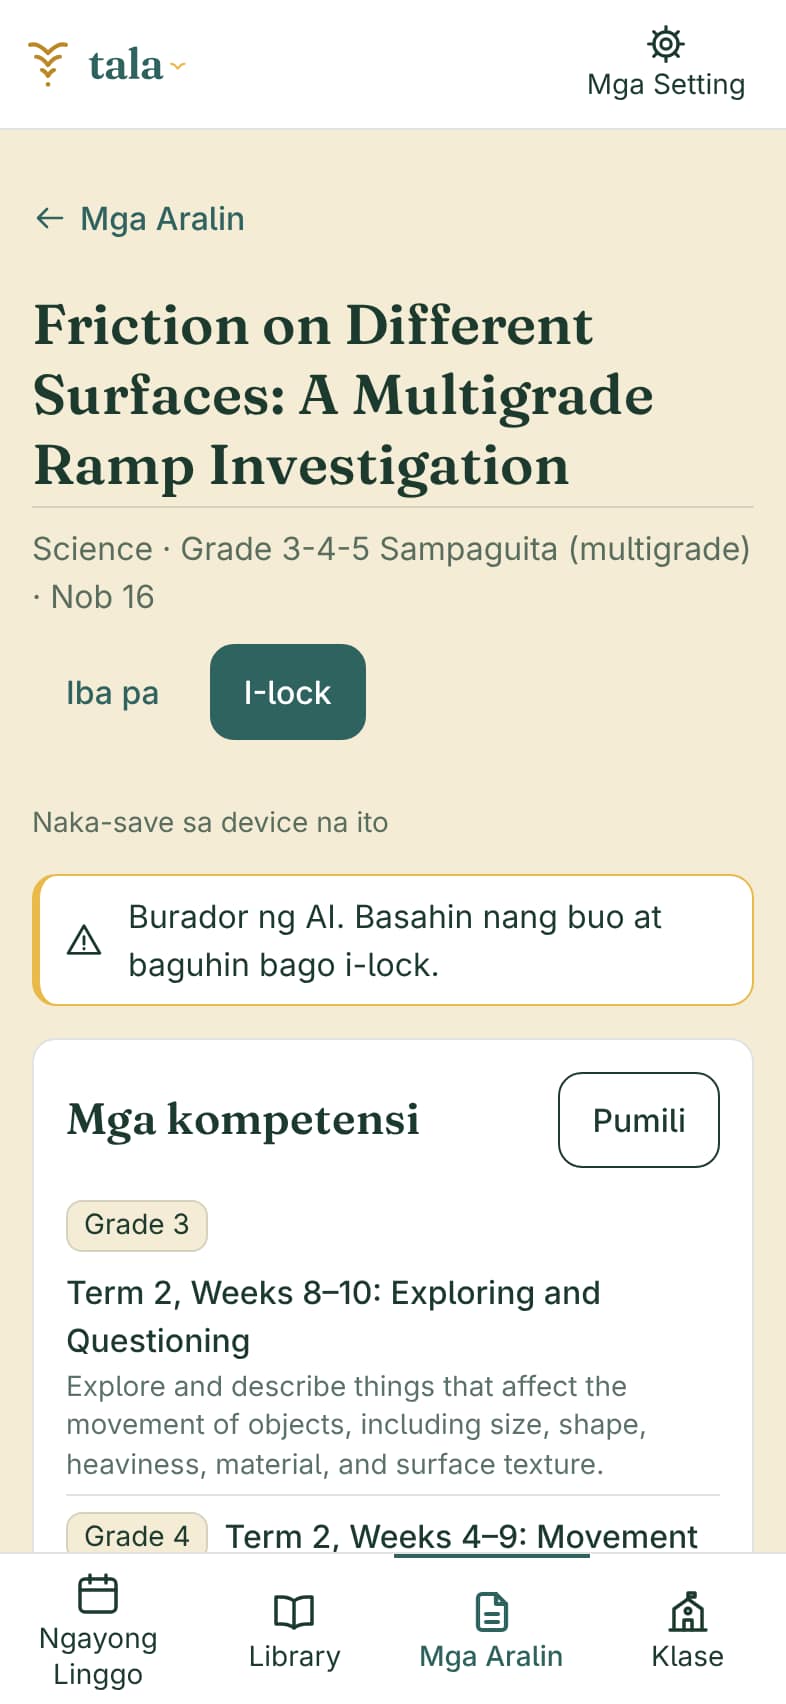 tala
Mga Setting
← Mga Aralin
Friction on Different
Surfaces: A Multigrade
Ramp Investigation
Science · Grade 3-4-5 Sampaguita (multigrade)
· Nob 16
Iba pa
I-lock
Naka-save sa device na ito
Burador ng AI. Basahin nang buo at
baguhin bago i-lock.
Mga kompetensi
Pumili
Grade 3
Term 2, Weeks 8–10: Exploring and
Questioning
Explore and describe things that affect the
movement of objects, including size, shape,
heaviness, material, and surface texture.
Grade 4 Term 2, Weeks 4–9: Movement
Ngayong
Linggo
Library
Mga Aralin
Klase